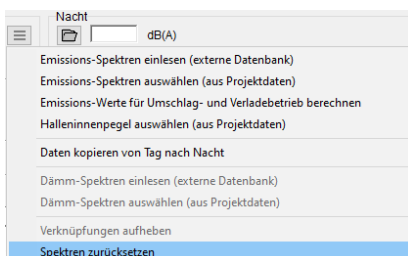 Nacht
dB(A)
Emissions-Spektren einlesen (externe Datenbank)
Emissions-Spektren auswählen (aus Projektdaten)
Emissions-Werte für Umschlag- und Verladebetrieb berechnen
Halleninnenpegel auswählen (aus Projektdaten)
Daten kopieren von Tag nach Nacht
Dämm-Spektren einlesen (externe Datenbank)
Dämm-Spektren auswählen (aus Projektdaten)
Verknüpfungen aufheben
Spektren zurücksetzen